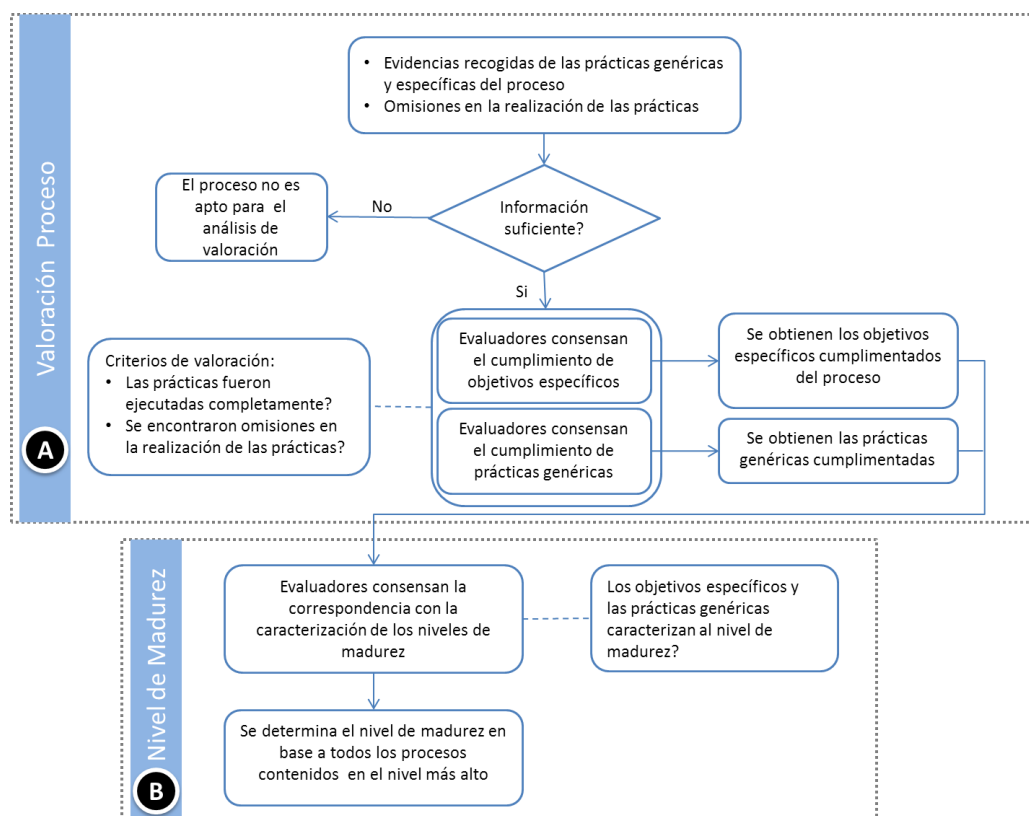 Valoración Proceso
A
• Evidencias recogidas de las prácticas genéricas
y específicas del proceso
• Omisiones en la realización de las prácticas
Información
suficiente?
No
El proceso no es
apto para el
análisis de
valoración
Si
Criterios de valoración:
• Las prácticas fueron
ejecutadas completamente?
• Se encontraron omisiones en
la realización de las prácticas?
Evaluadores consensan
el cumplimiento de
objetivos específicos
Se obtienen los objetivos
específicos cumplimentados
del proceso
Evaluadores consensan
el cumplimiento de
prácticas genéricas
Se obtienen las prácticas
genéricas cumplimentadas
Nivel de Madurez
B
Evaluadores consensan la
correspondencia con la
caracterización de los niveles de
madurez
Los objetivos específicos y
las prácticas genéricas
caracterizan al nivel de
madurez?
Se determina el nivel de madurez en
base a todos los procesos
contenidos en el nivel más alto